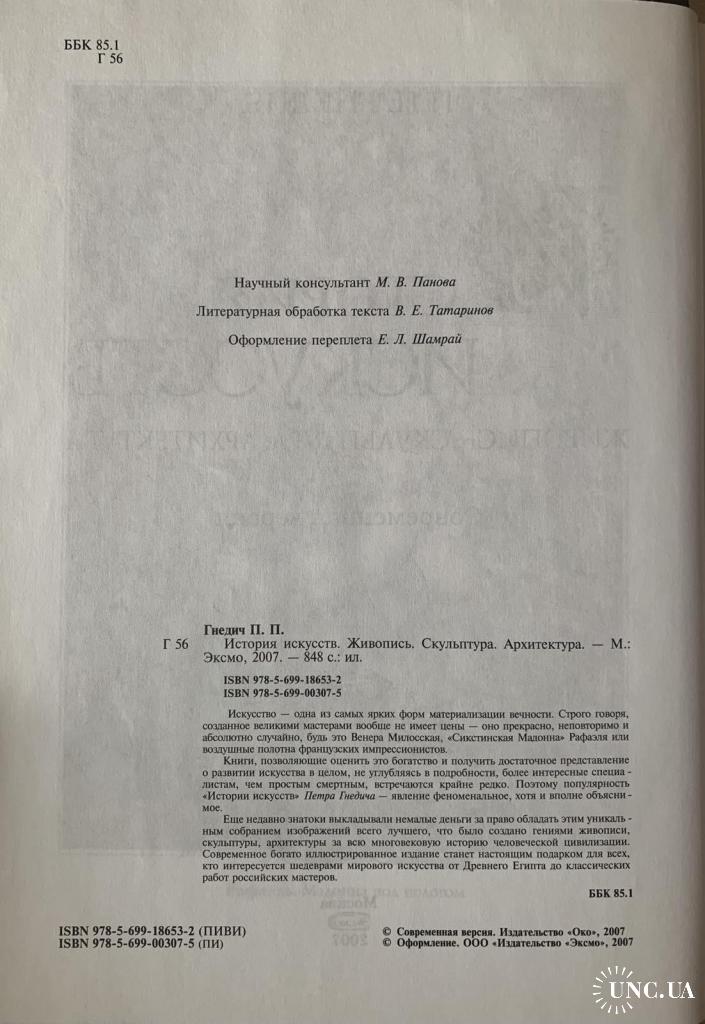 ББК 85.1
Г 56
Научный консультант М. В. Панова
Литературная обработка текста В. Е. Татаринов
Оформление переплета Е. Л. Шамрай
Гнедич П. П.
Г 56 История искусств. Живопись. Скульптура. Архитектура. — М.:
Эксмо, 2007. — 848 с.: ил.
ISBN 978-5-699-18653-2
ISBN 978-5-699-00307-5
Искусство — одна из самых ярких форм материализации вечности. Строго говоря,
созданное великими мастерами вообще не имеет цены — оно прекрасно, неповторимо и
абсолютно случайно, будь это Венера Милосская, «Сикстинская Мадонна» Рафаэля или
воздушные полотна французских импрессионистов.
Книги, позволяющие оценить это богатство и получить достаточное представление
о развитии искусства в целом, не углубляясь в подробности, более интересные специа -
листам, чем простым смертным, встречаются крайне редко. Поэтому популярность
«Истории искусств» Петра Гнедича — явление феноменальное, хотя и вполне объясни-
мое.
Еще недавно знатоки выкладывали немалые деньги за право обладать этим уникаль -
ным собранием изображений всего лучшего, что было создано гениями живописи,
скульптуры, архитектуры за всю многовековую историю человеческой цивилизации.
Современное богато иллюстрированное издание станет настоящим подарком для всех,
кто интересуется шедеврами мирового искусства от Древнего Египта до классических
работ российских мастеров.
ББК 85.1
ISBN 978-5-699-18653-2 (ПИВИ)
ISBN 978-5-699-00307-5 (ПИ)
© Современная версия. Издательство «Око», 2007
© Оформление. ООО «Издательство «Эксмо», 2007
UNC.UA